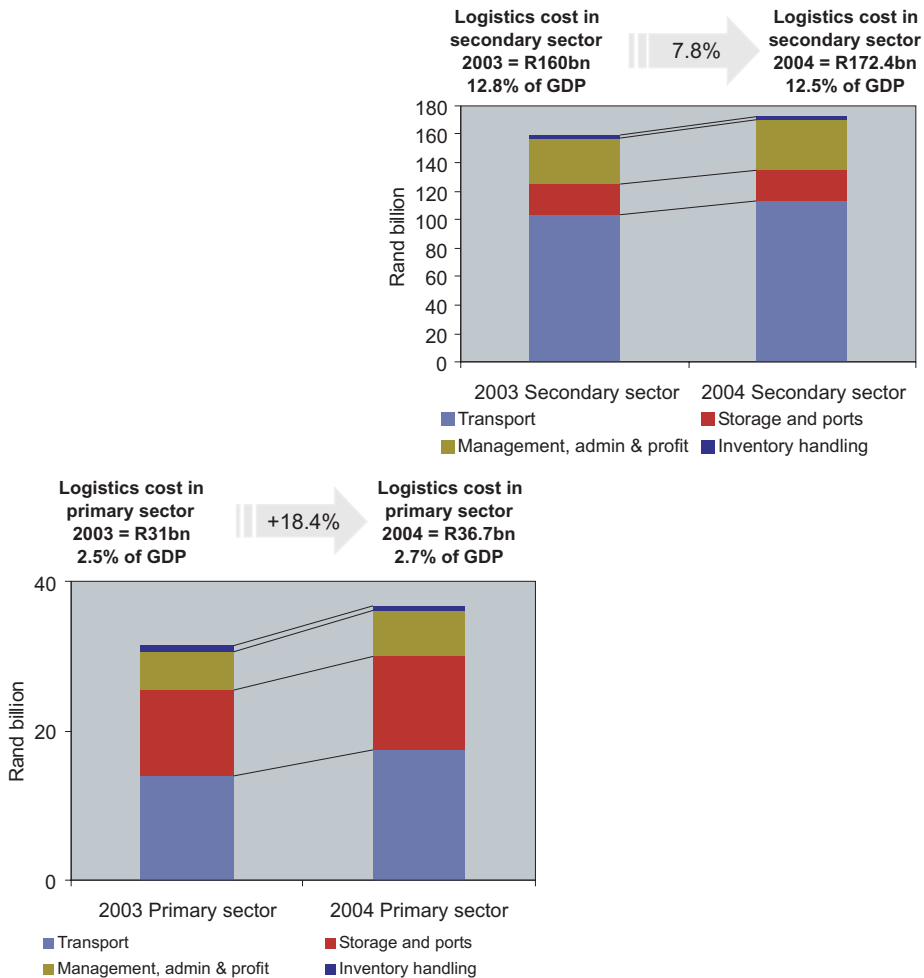 Logistics cost in
secondary sector
2003 = R160bn
12.8% of GDP
7.8%
Logistics cost in
secondary sector
2004 = R172.4bn
12.5% of GDP
Rand billion
180
160
140
120
100
80
60
40
20
0
2003 Secondary sector
2004 Secondary sector
Transport
Storage and ports
Management, admin & profit
Inventory handling
Logistics cost in
primary sector
2003 = R31bn
2.5% of GDP
+18.4%
Logistics cost in
primary sector
2004 = R36.7bn
2.7% of GDP
Rand billion
40
20
0
2003 Primary sector
2004 Primary sector
Transport
Storage and ports
Management, admin & profit
Inventory handling